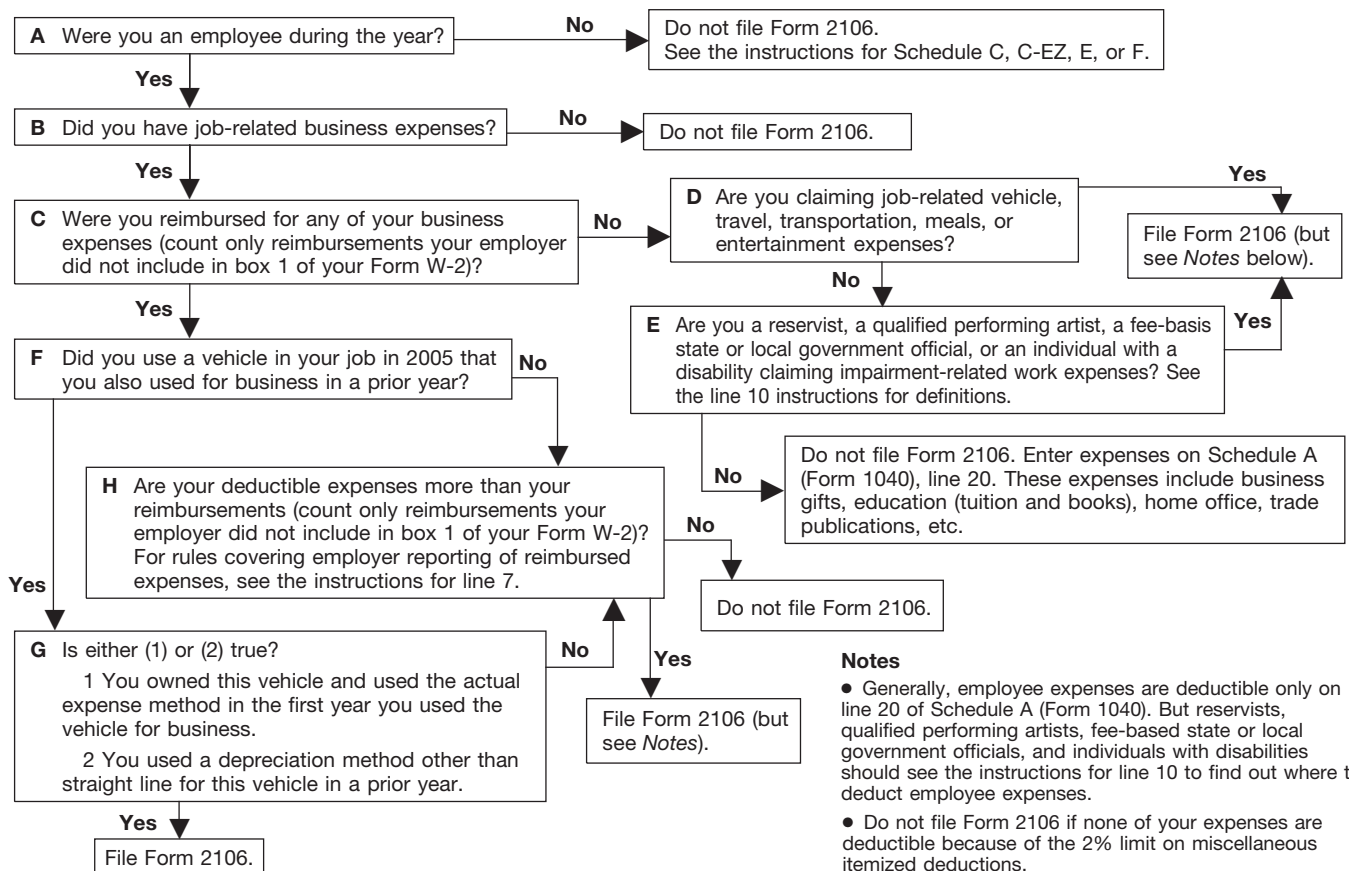 A Were you an employee during the year?
No
Do not file Form 2106.
See the instructions for Schedule C, C-EZ, E, or F.
Yes
B Did you have job-related business expenses?
No
Do not file Form 2106.
Yes
C Were you reimbursed for any of your business
expenses (count only reimbursements your employer
did not include in box 1 of your Form W-2)?
No
D Are you claiming job-related vehicle,
travel, transportation, meals, or
entertainment expenses?
Yes
File Form 2106 (but
see Notes below).
No
Yes
E Are you a reservist, a qualified performing artist, a fee-basis
state or local government official, or an individual with a
disability claiming impairment-related work expenses? See
the line 10 instructions for definitions.
Yes
No
Do not file Form 2106. Enter expenses on Schedule A
(Form 1040), line 20. These expenses include business
gifts, education (tuition and books), home office, trade
publications, etc.
F Did you use a vehicle in your job in 2005 that
you also used for business in a prior year?
No
Yes
H Are your deductible expenses more than your
reimbursements (count only reimbursements your
employer did not include in box 1 of your Form W-2)?
For rules covering employer reporting of reimbursed
expenses, see the instructions for line 7.
No
Do not file Form 2106.
Yes
File Form 2106 (but
see Notes).
G Is either (1) or (2) true?
1 You owned this vehicle and used the actual
expense method in the first year you used the
vehicle for business.
2 You used a depreciation method other than
straight line for this vehicle in a prior year.
No
Yes
File Form 2106.
Notes
● Generally, employee expenses are deductible only on
line 20 of Schedule A (Form 1040). But reservists,
qualified performing artists, fee-based state or local
government officials, and individuals with disabilities
should see the instructions for line 10 to find out where t
deduct employee expenses.
● Do not file Form 2106 if none of your expenses are
deductible because of the 2% limit on miscellaneous
itemized deductions.